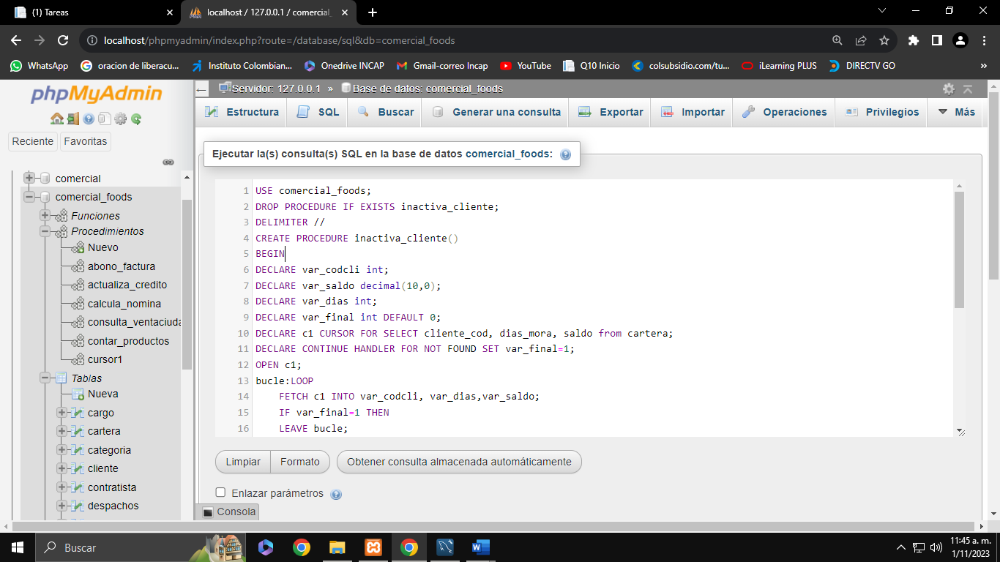 (1) Tareas
localhost / 127.0.0.1 / comercial_
localhost/phpmyadmin/index.php?route=/database/sql&db=comercial_foods
WhatsApp
oracion de liberacu...
Instituto Colombian...
Onedrive INCAP
Gmail-correo Incap
YouTube
Q10 Inicio
colsubsidio.com/tu...
iLearning PLUS
DIRECTV GO
»
phpMyAdmin
Reciente
Favoritas
comercial
comercial_foods
Funciones
Procedimientos
Nuevo
abono_factura
actualiza_credito
calcula_nomina
consulta_ventaciuda
contar_productos
cursor1
Tablas
Nueva
cargo
cartera
categoria
cliente
contratista
despachos
Servidor: 127.0.0.1 » Base de datos: comercial_foods
Estructura
SQL
Buscar
Generar una consulta
Exportar
Importar
Operaciones
Privilegios
Más
Ejecutar la(s) consulta(s) SQL en la base de datos comercial_foods:
1 USE comercial_foods;
2 DROP PROCEDURE IF EXISTS inactiva_cliente;
3 DELIMITER //
4 CREATE PROCEDURE inactiva_cliente()
5 BEGIN
6 DECLARE var_codcli int;
7 DECLARE var_saldo decimal(10,0);
8 DECLARE var_dias int;
9 DECLARE var_final int DEFAULT 0;
10 DECLARE c1 CURSOR FOR SELECT cliente_cod, dias_mora, saldo from cartera;
11 DECLARE CONTINUE HANDLER FOR NOT FOUND SET var_final=1;
12 OPEN c1;
13 bucle:LOOP
14 FETCH c1 INTO var_codcli, var_dias,var_saldo;
15 IF var_final=1 THEN
16 LEAVE bucle;
Limpiar
Formato
Obtener consulta almacenada automáticamente
Enlazar parámetros
Consola
Buscar
11:45 a. m.
1/11/2023